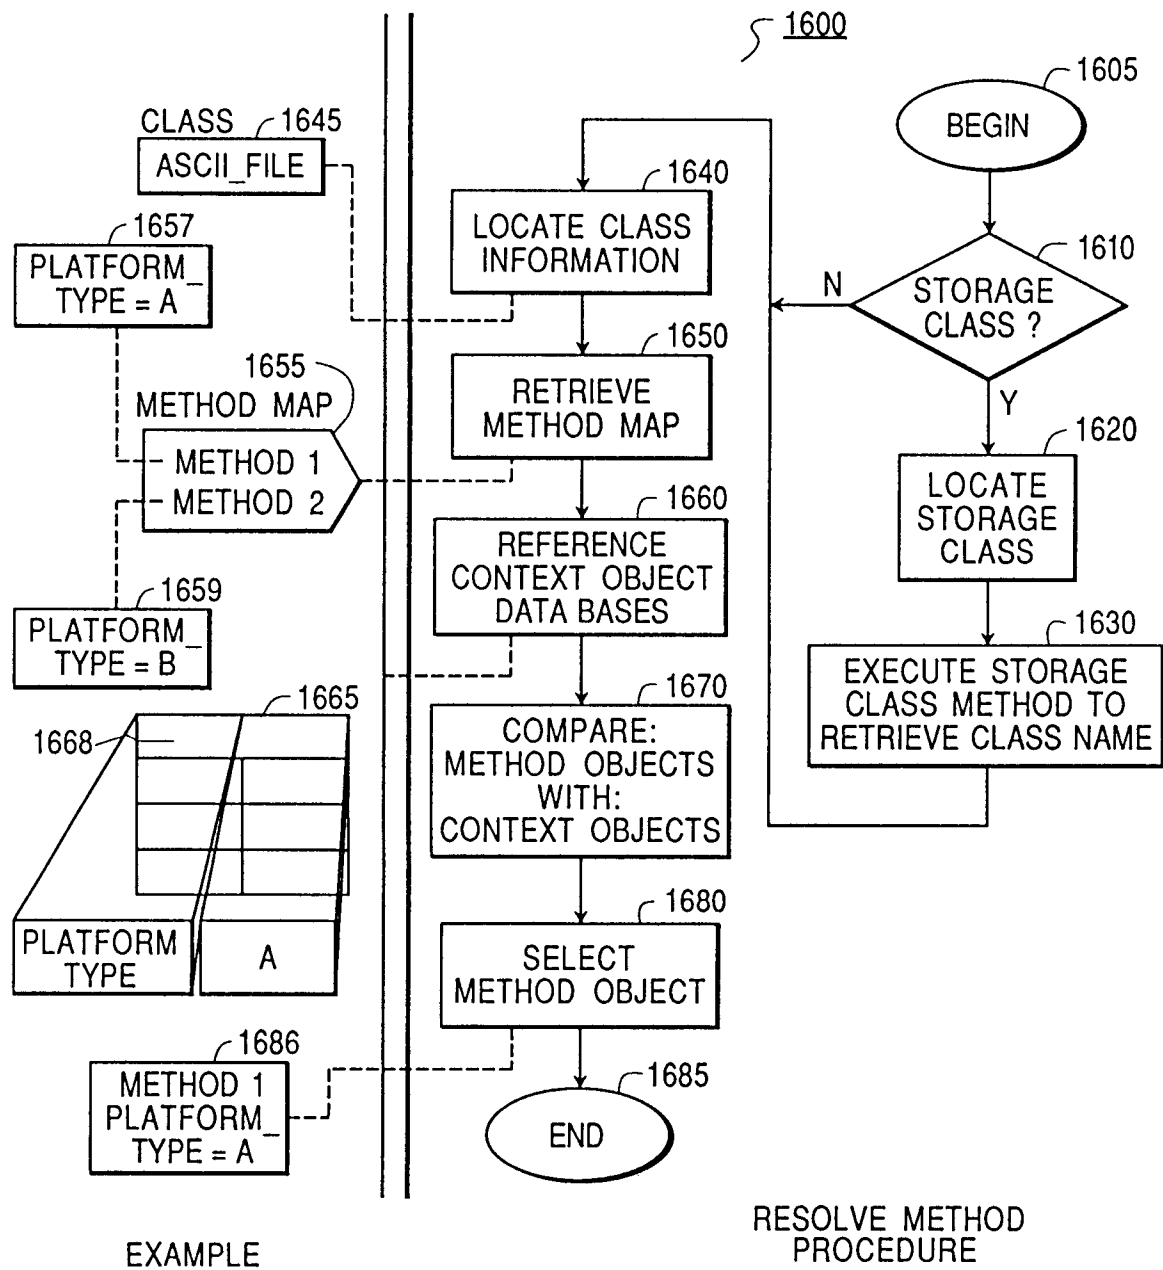 1600
1605
BEGIN
1610
STORAGE
CLASS ?
N
Y
1620
LOCATE
STORAGE
CLASS
1630
EXECUTE STORAGE
CLASS METHOD TO
RETRIEVE CLASS NAME
1640
LOCATE CLASS
INFORMATION
1650
RETRIEVE
METHOD MAP
1660
REFERENCE
CONTEXT OBJECT
DATA BASES
1670
COMPARE:
METHOD OBJECTS
WITH:
CONTEXT OBJECTS
1680
SELECT
METHOD OBJECT
1685
END
RESOLVE METHOD
PROCEDURE
CLASS
1645
ASCII_FILE
1657
PLATFORM_
TYPE = A
1655
METHOD MAP
METHOD 1
METHOD 2
1659
PLATFORM_
TYPE = B
1665
1668
PLATFORM
TYPE
A
1686
METHOD 1
PLATFORM_
TYPE = A
EXAMPLE